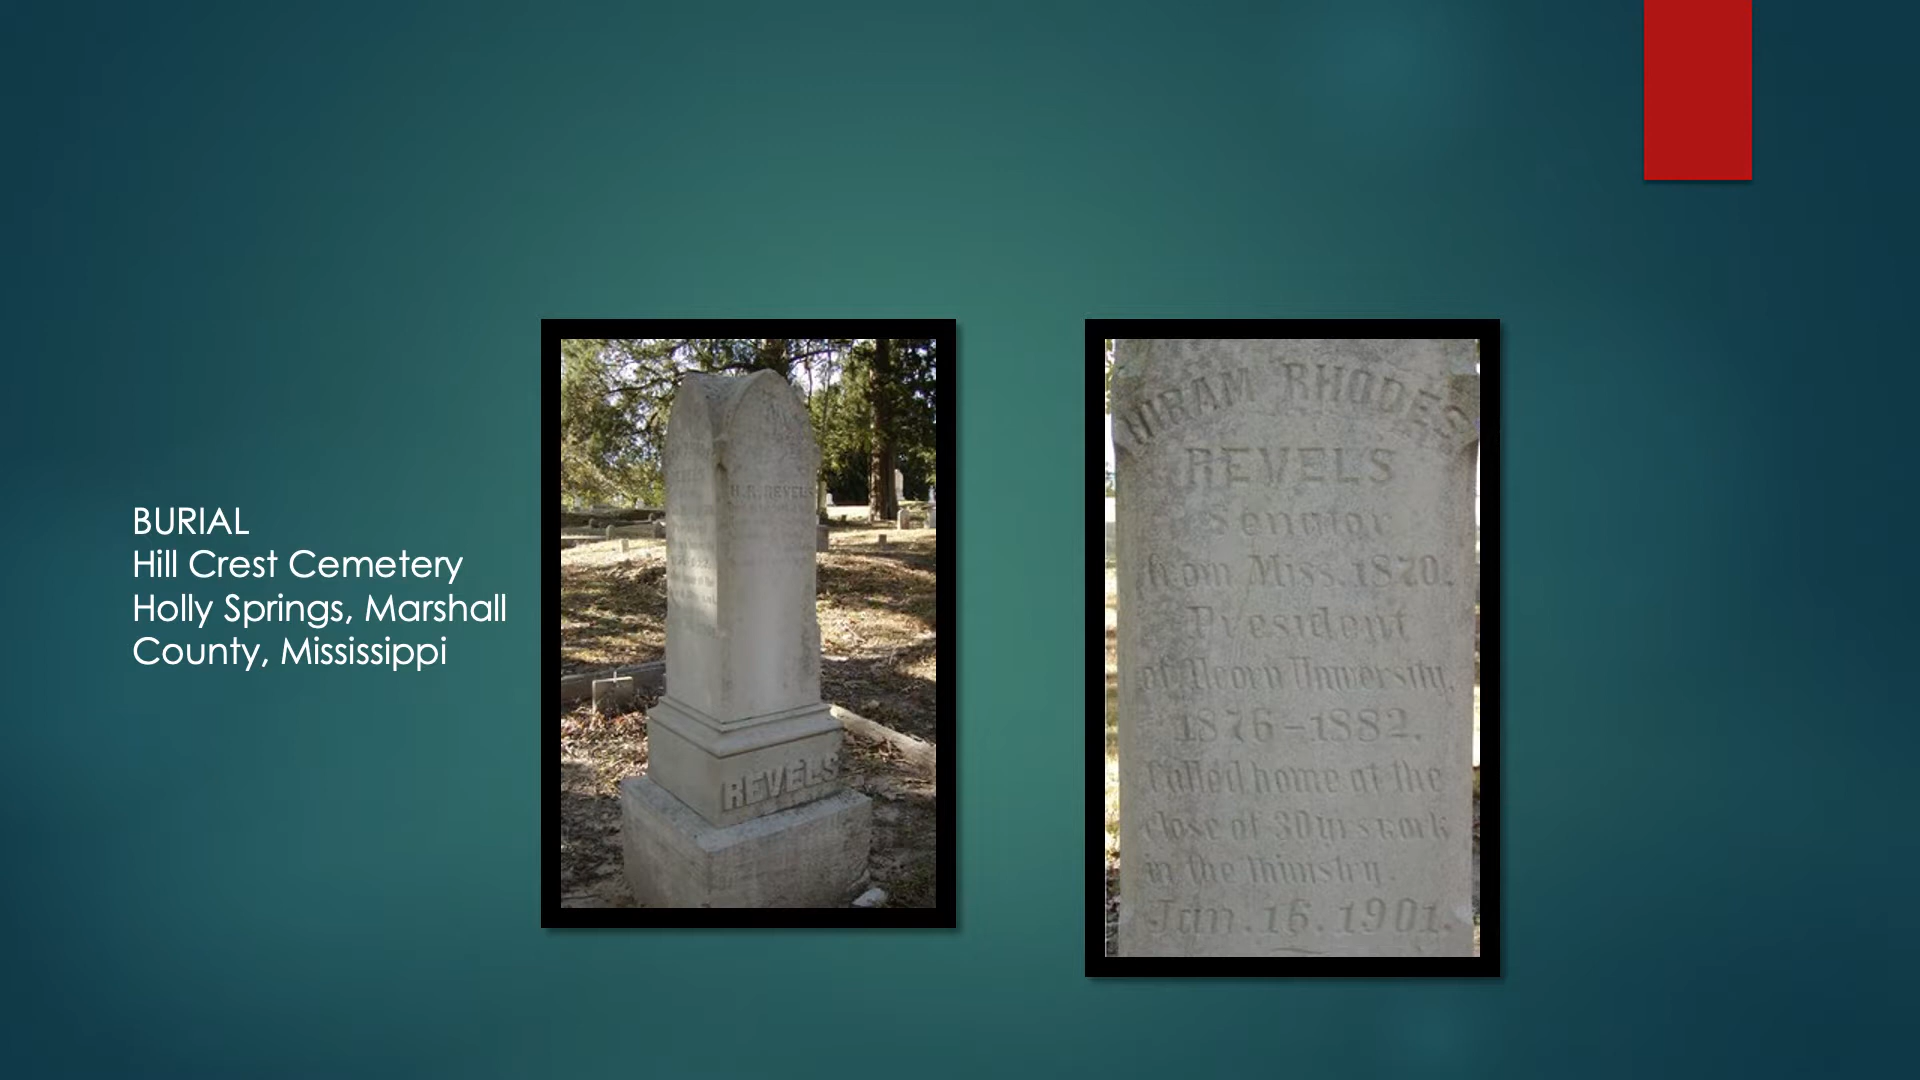 BURIAL
Hill Crest Cemetery
Holly Springs, Marshall
County, Mississippi
H.R. REVELS
REVELS
HIRAM RHODES
REVELS
Senator
from Miss. 1870.
President
of Alcorn University,
1876-1882.
Called home at the
close of 30 yrs work
in the Ministry.
Jan. 16. 1901.